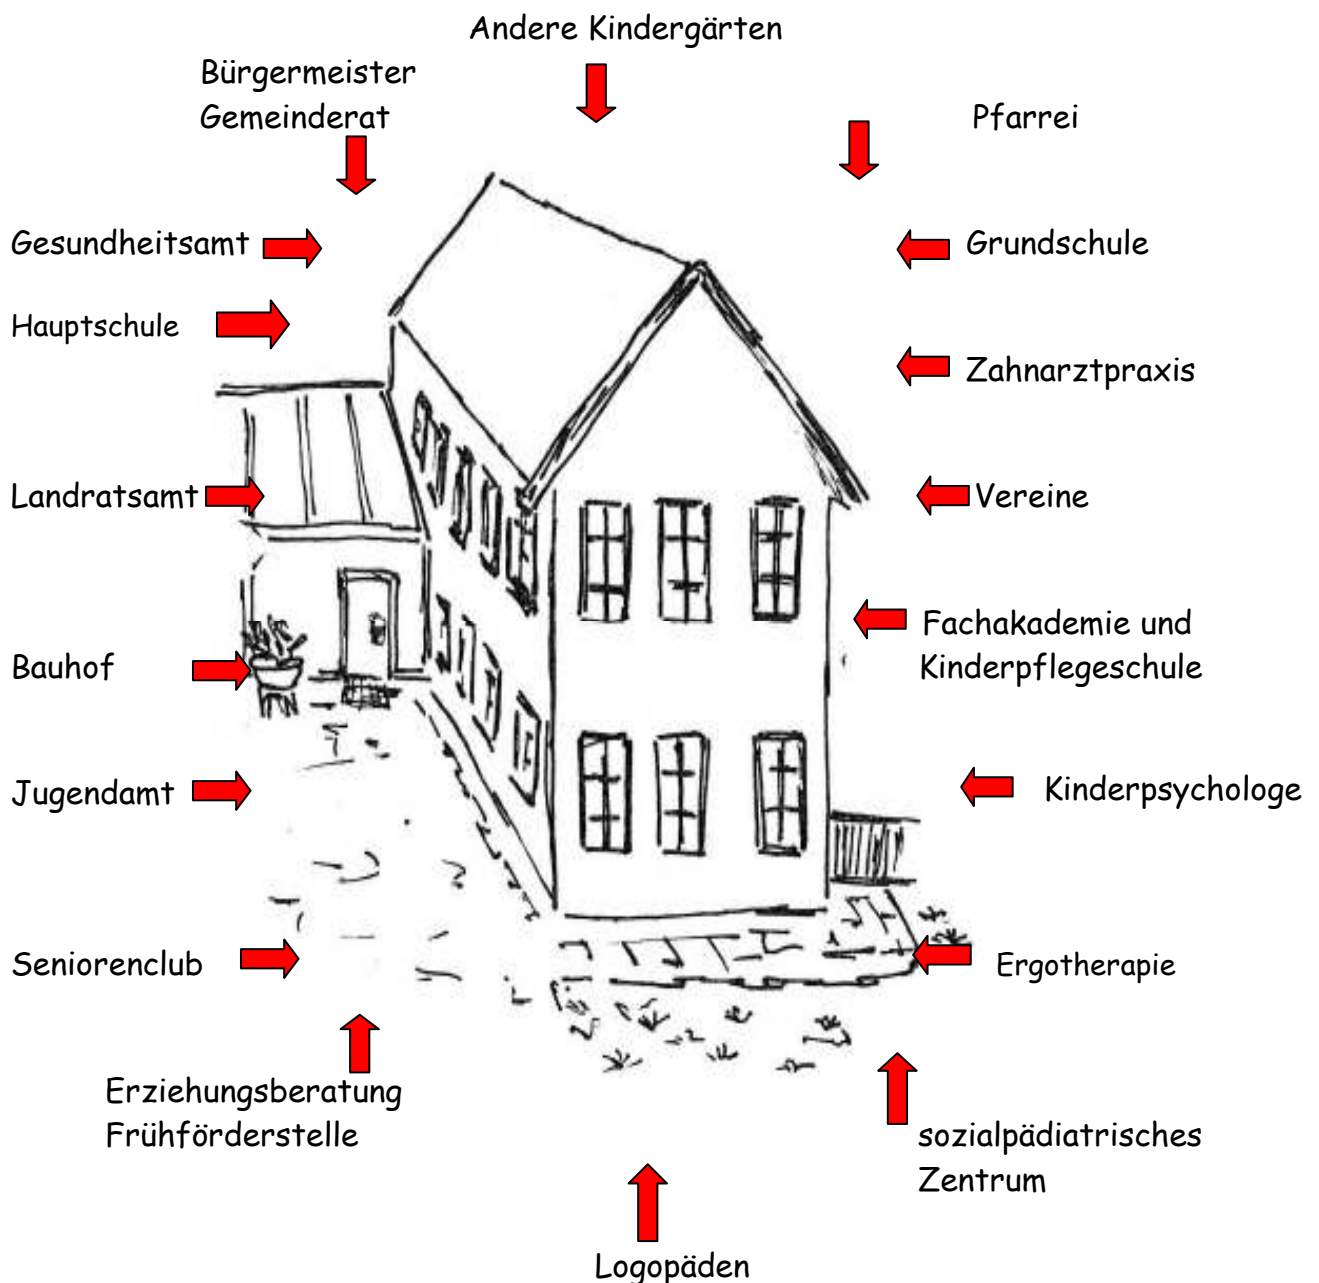 Andere Kindergärten
Bürgermeister
Gemeinderat
Pfarrei
Gesundheitsamt
Grundschule
Hauptschule
Zahnarztpraxis
Landratsamt
Vereine
Fachakademie und
Kinderpflegeschule
Bauhof
Jugendamt
Kinderpsychologe
Seniorenclub
Ergotherapie
Erziehungsberatung
Frühförderstelle
sozialpädiatrisches
Zentrum
Logopäden